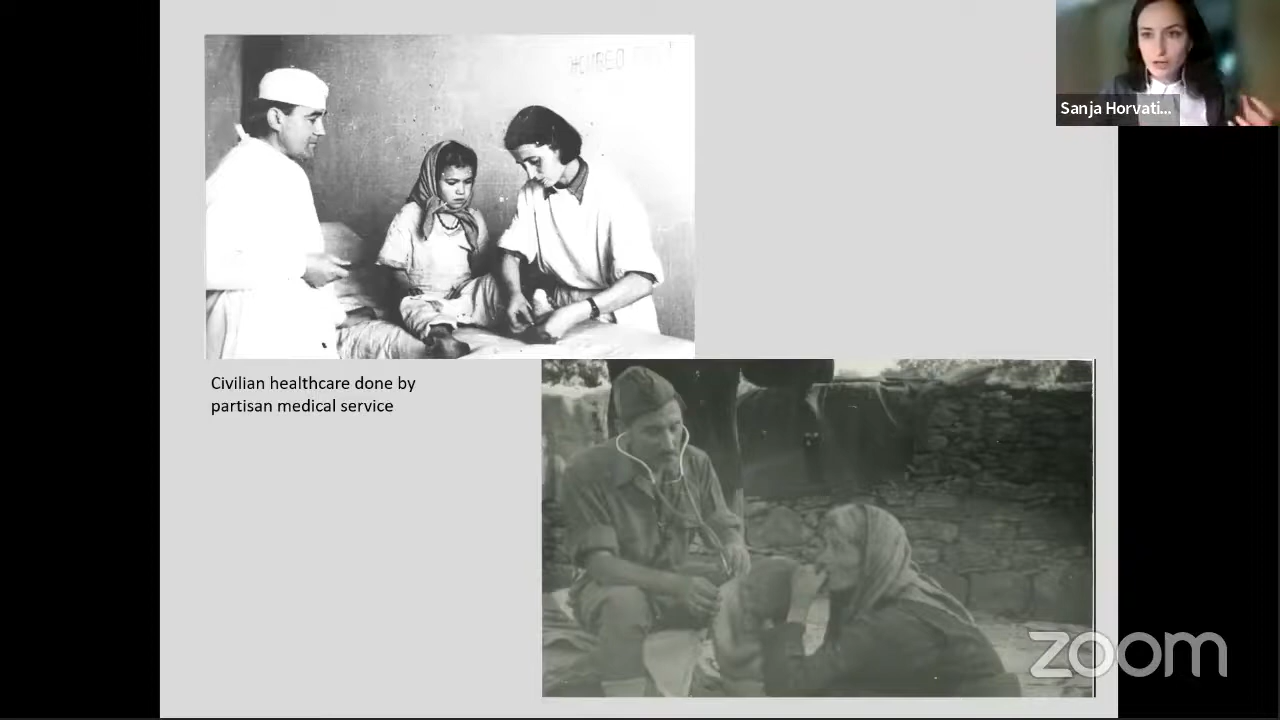 Sanja Horvati...
Civilian healthcare done by
partisan medical service
zoom